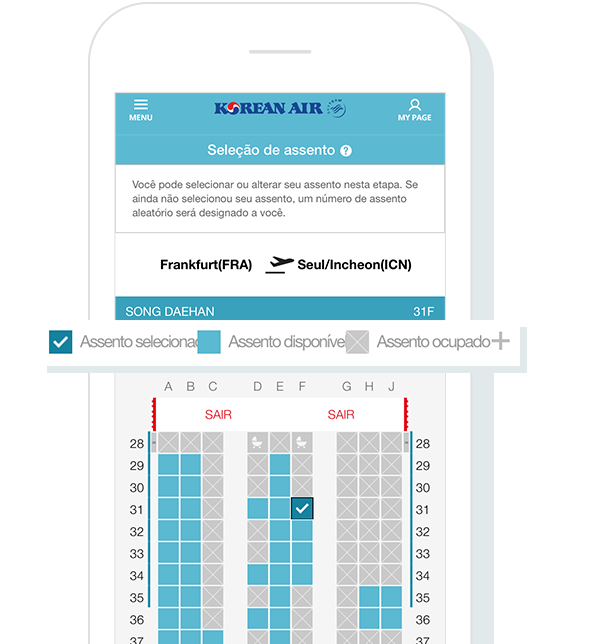 KOREAN AIR
MENU
MY PAGE
Seleção de assento ?
Você pode selecionar ou alterar seu assento nesta etapa. Se
ainda não selecionou seu assento, um número de assento
aleatório será designado a você.
Frankfurt(FRA) Seul/Incheon(ICN)
SONG DAEHAN 31F
Assento seleciona Assento disponíve Assento ocupado
A B C D E F G H J
SAIR SAIR
28 28
29 29
30 30
31 31
32 32
33 33
34 34
35 35
36 36
37 37